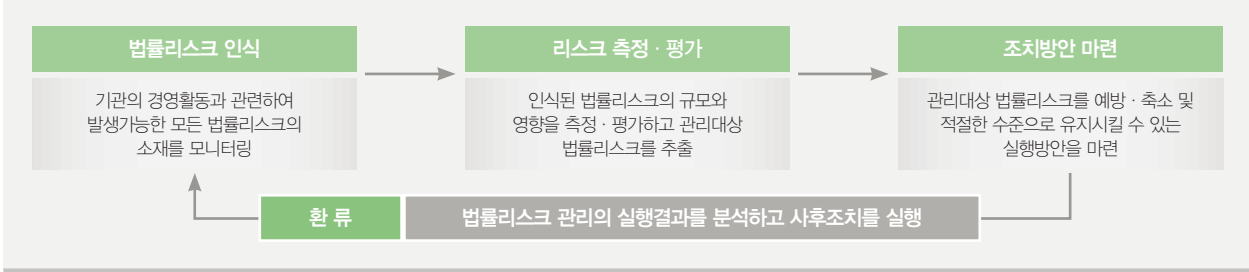 법률리스크 인식
기관의 경영활동과 관련하여
발생가능한 모든 법률리스크의
소재를 모니터링
리스크 측정 · 평가
인식된 법률리스크의 규모와
영향을 측정 · 평가하고 관리대상
법률리스크를 추출
조치방안 마련
관리대상 법률리스크를 예방 · 축소 및
적절한 수준으로 유지시킬 수 있는
실행방안을 마련
환 류
법률리스크 관리의 실행결과를 분석하고 사후조치를 실행